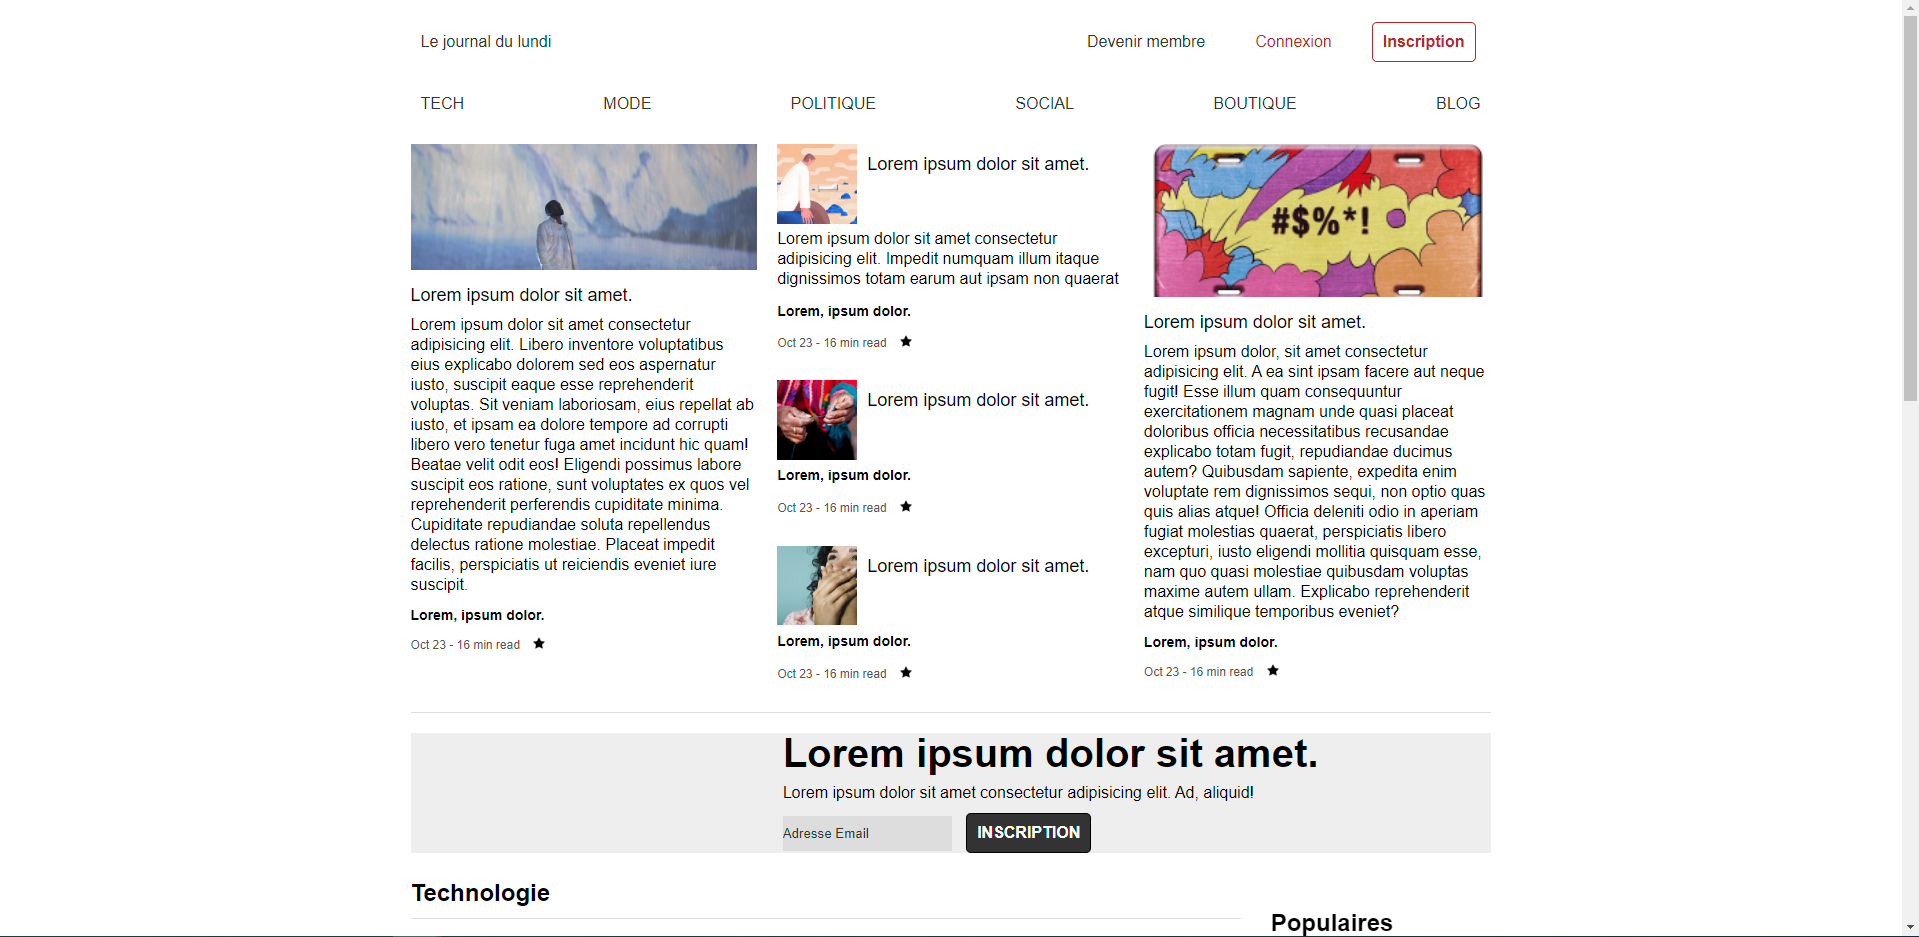 Le journal du lundi
Devenir membre
Connexion
Inscription
TECH
MODE
POLITIQUE
SOCIAL
BOUTIQUE
BLOG
Lorem ipsum dolor sit amet.
Lorem ipsum dolor sit amet consectetur
adipisicing elit. Libero inventore voluptatibus
eius explicabo dolorem sed eos aspernatur
iusto, suscipit eaque esse reprehenderit
voluptas. Sit veniam laboriosam, eius repellat ab
iusto, et ipsam ea dolore tempore ad corrupti
libero vero tenetur fuga amet incidunt hic quam!
Beatae velit odit eos! Eligendi possimus labore
suscipit eos ratione, sunt voluptates ex quos vel
reprehenderit perferendis cupiditate minima.
Cupiditate repudiandae soluta repellendus
delectus ratione molestiae. Placeat impedit
facilis, perspiciatis ut reiciendis eveniet iure
suscipit.
Lorem, ipsum dolor.
Oct 23 - 16 min read
Lorem ipsum dolor sit amet.
Lorem ipsum dolor sit amet consectetur
adipisicing elit. Impedit numquam illum itaque
dignissimos totam earum aut ipsam non quaerat
Lorem, ipsum dolor.
Oct 23 - 16 min read
Lorem ipsum dolor sit amet.
Lorem, ipsum dolor.
Oct 23 - 16 min read
Lorem ipsum dolor sit amet.
Lorem, ipsum dolor.
Oct 23 - 16 min read
#$%*!
Lorem ipsum dolor sit amet.
Lorem ipsum dolor, sit amet consectetur
adipisicing elit. A ea sint ipsam facere aut neque
fugit! Esse illum quam consequuntur
exercitationem magnam unde quasi placeat
doloribus officia necessitatibus recusandae
explicabo totam fugit, repudiandae ducimus
autem? Quibusdam sapiente, expedita enim
voluptate rem dignissimos sequi, non optio quas
quis alias atque! Officia deleniti odio in aperiam
fugiat molestias quaerat, perspiciatis libero
excepturi, iusto eligendi mollitia quisquam esse,
nam quo quasi molestiae quibusdam voluptas
maxime autem ullam. Explicabo reprehenderit
atque similique temporibus eveniet?
Lorem, ipsum dolor.
Oct 23 - 16 min read
Lorem ipsum dolor sit amet.
Lorem ipsum dolor sit amet consectetur adipisicing elit. Ad, aliquid!
Adresse Email
INSCRIPTION
Technologie
Populaires